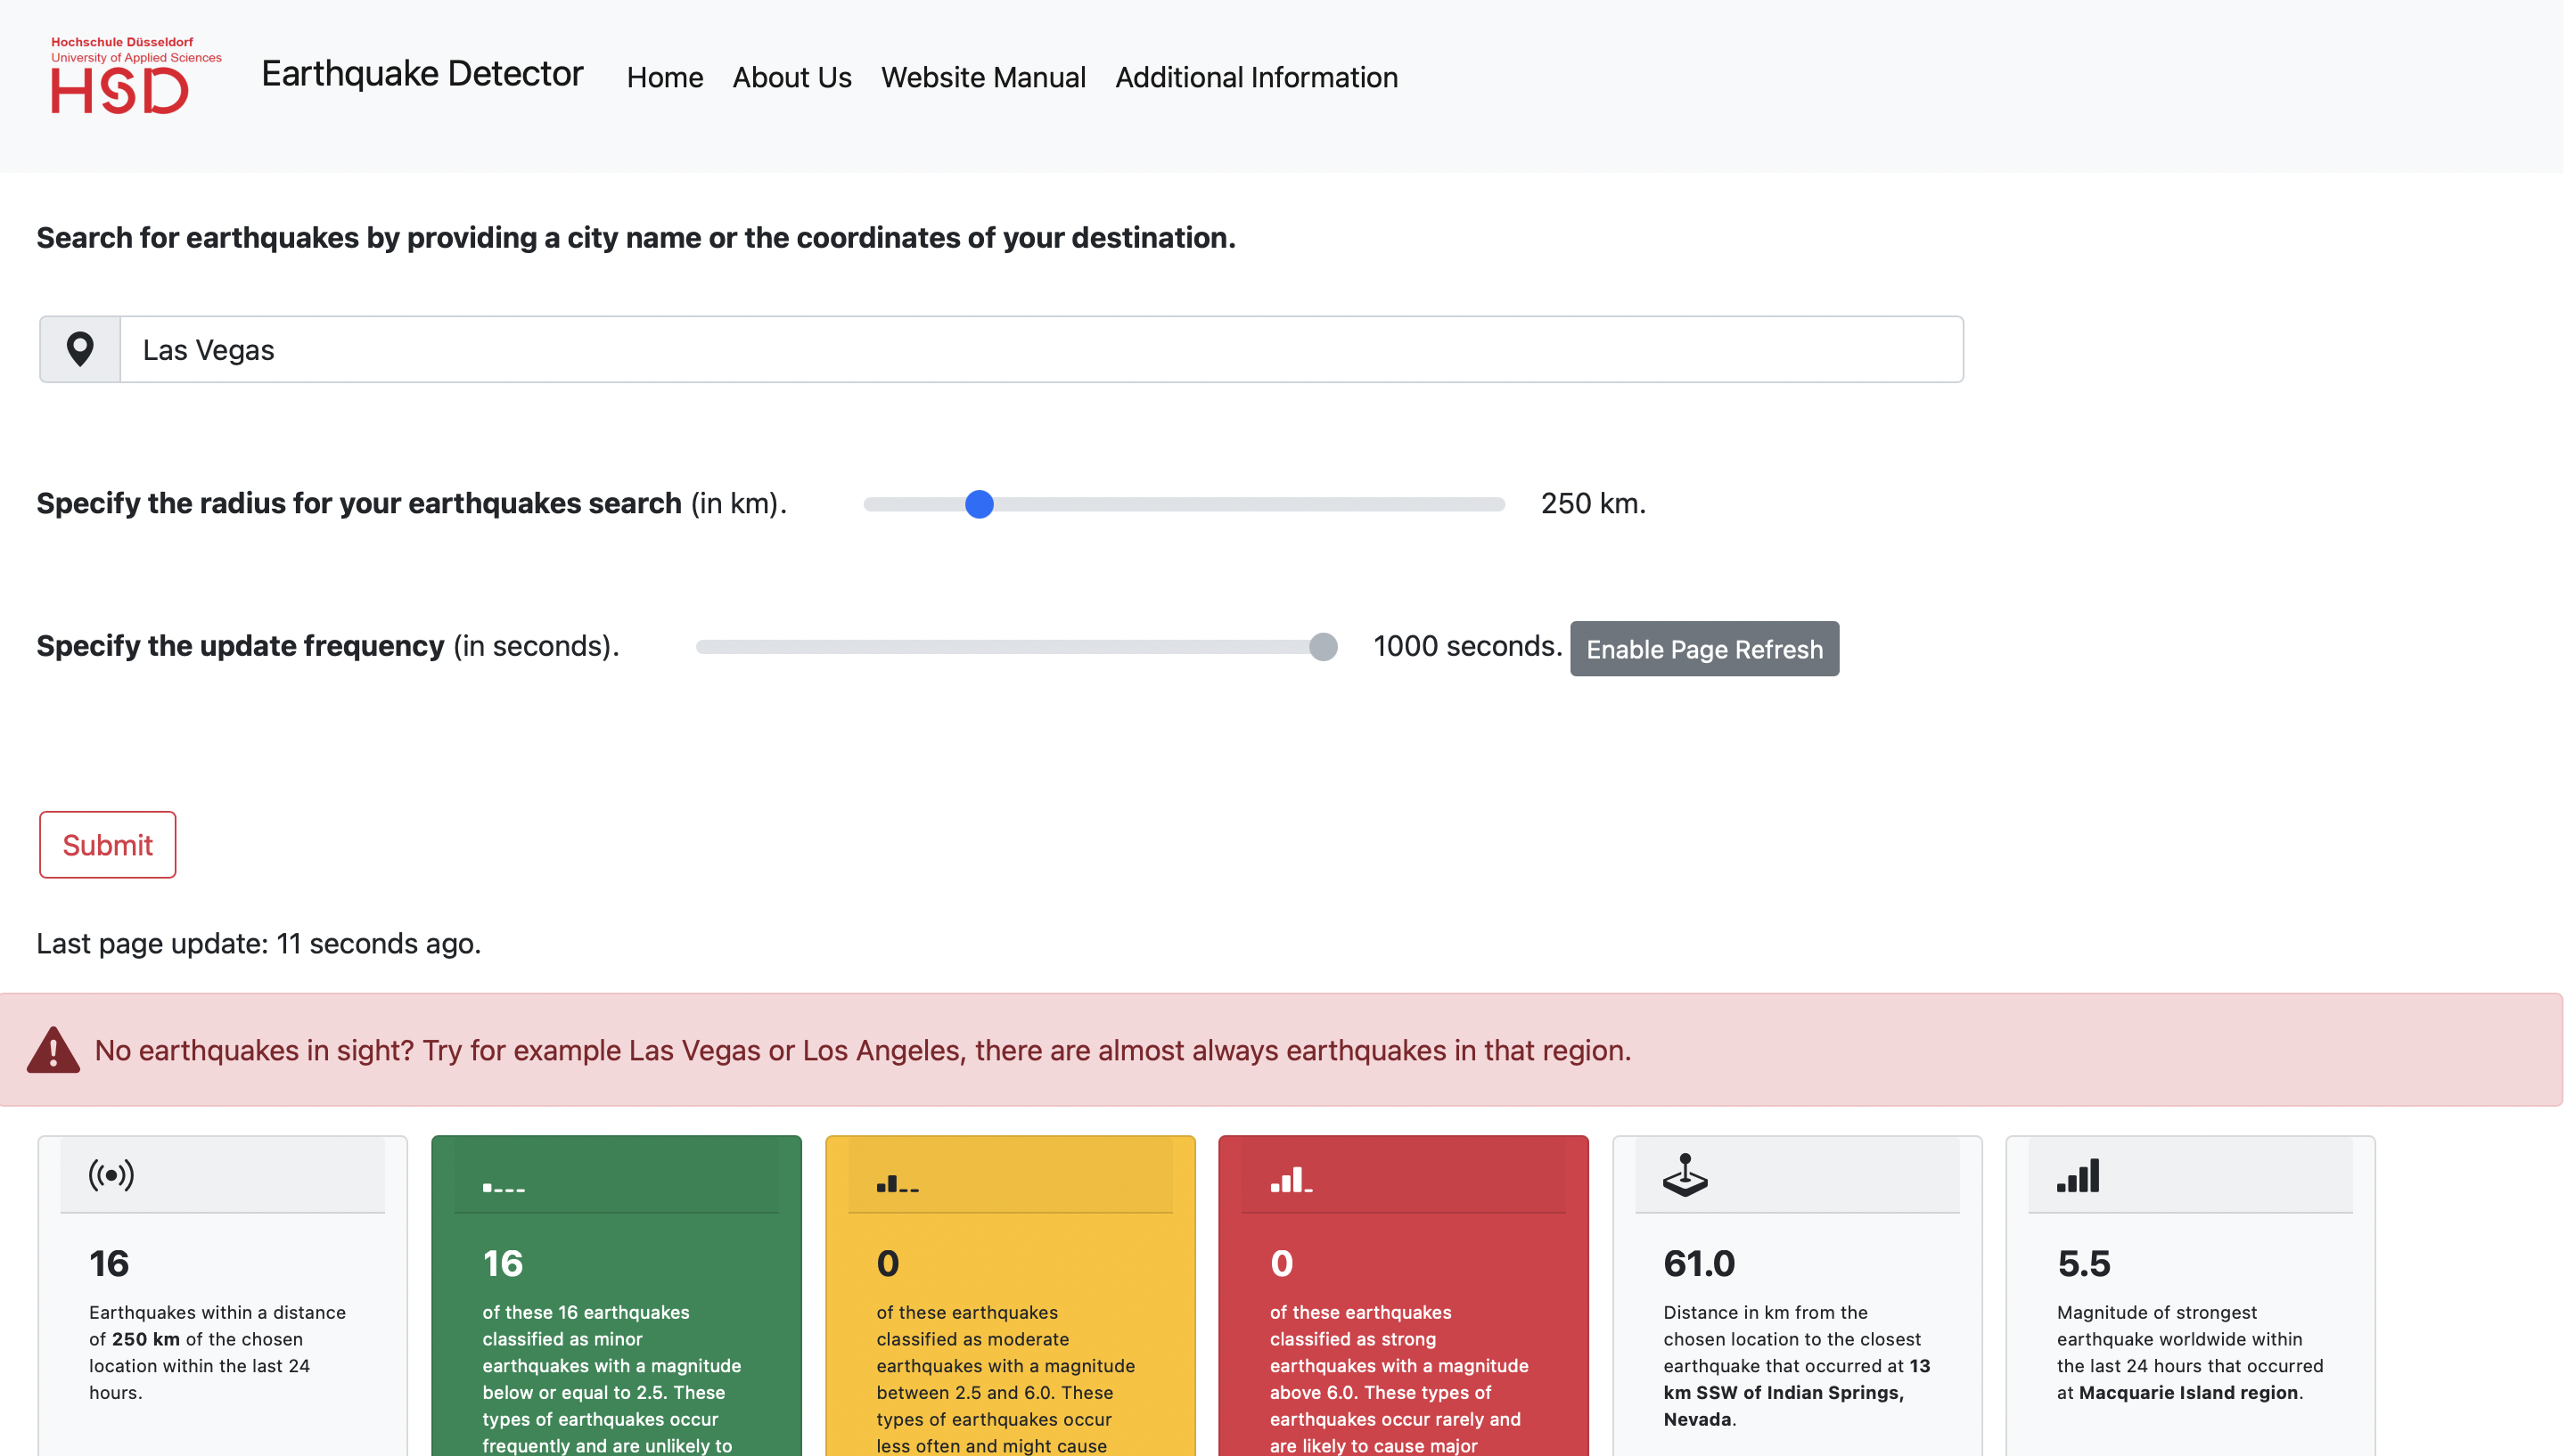 Hochschule Düsseldorf
University of Applied Sciences
HSD
Earthquake Detector
Home About Us Website Manual Additional Information
Search for earthquakes by providing a city name or the coordinates of your destination.
Las Vegas
Specify the radius for your earthquakes search (in km).
250 km.
Specify the update frequency (in seconds).
1000 seconds.
Enable Page Refresh
Submit
Last page update: 11 seconds ago.
No earthquakes in sight? Try for example Las Vegas or Los Angeles, there are almost always earthquakes in that region.
16
Earthquakes within a distance
of 250 km of the chosen
location within the last 24
hours.
16
of these 16 earthquakes
classified as minor
earthquakes with a magnitude
below or equal to 2.5. These
types of earthquakes occur
frequently and are unlikely to
0
of these earthquakes
classified as moderate
earthquakes with a magnitude
between 2.5 and 6.0. These
types of earthquakes occur
less often and might cause
0
of these earthquakes
classified as strong
earthquakes with a magnitude
above 6.0. These types of
earthquakes occur rarely and
are likely to cause major
61.0
Distance in km from the
chosen location to the closest
earthquake that occurred at 13
km SSW of Indian Springs,
Nevada.
5.5
Magnitude of strongest
earthquake worldwide within
the last 24 hours that occurred
at Macquarie Island region.